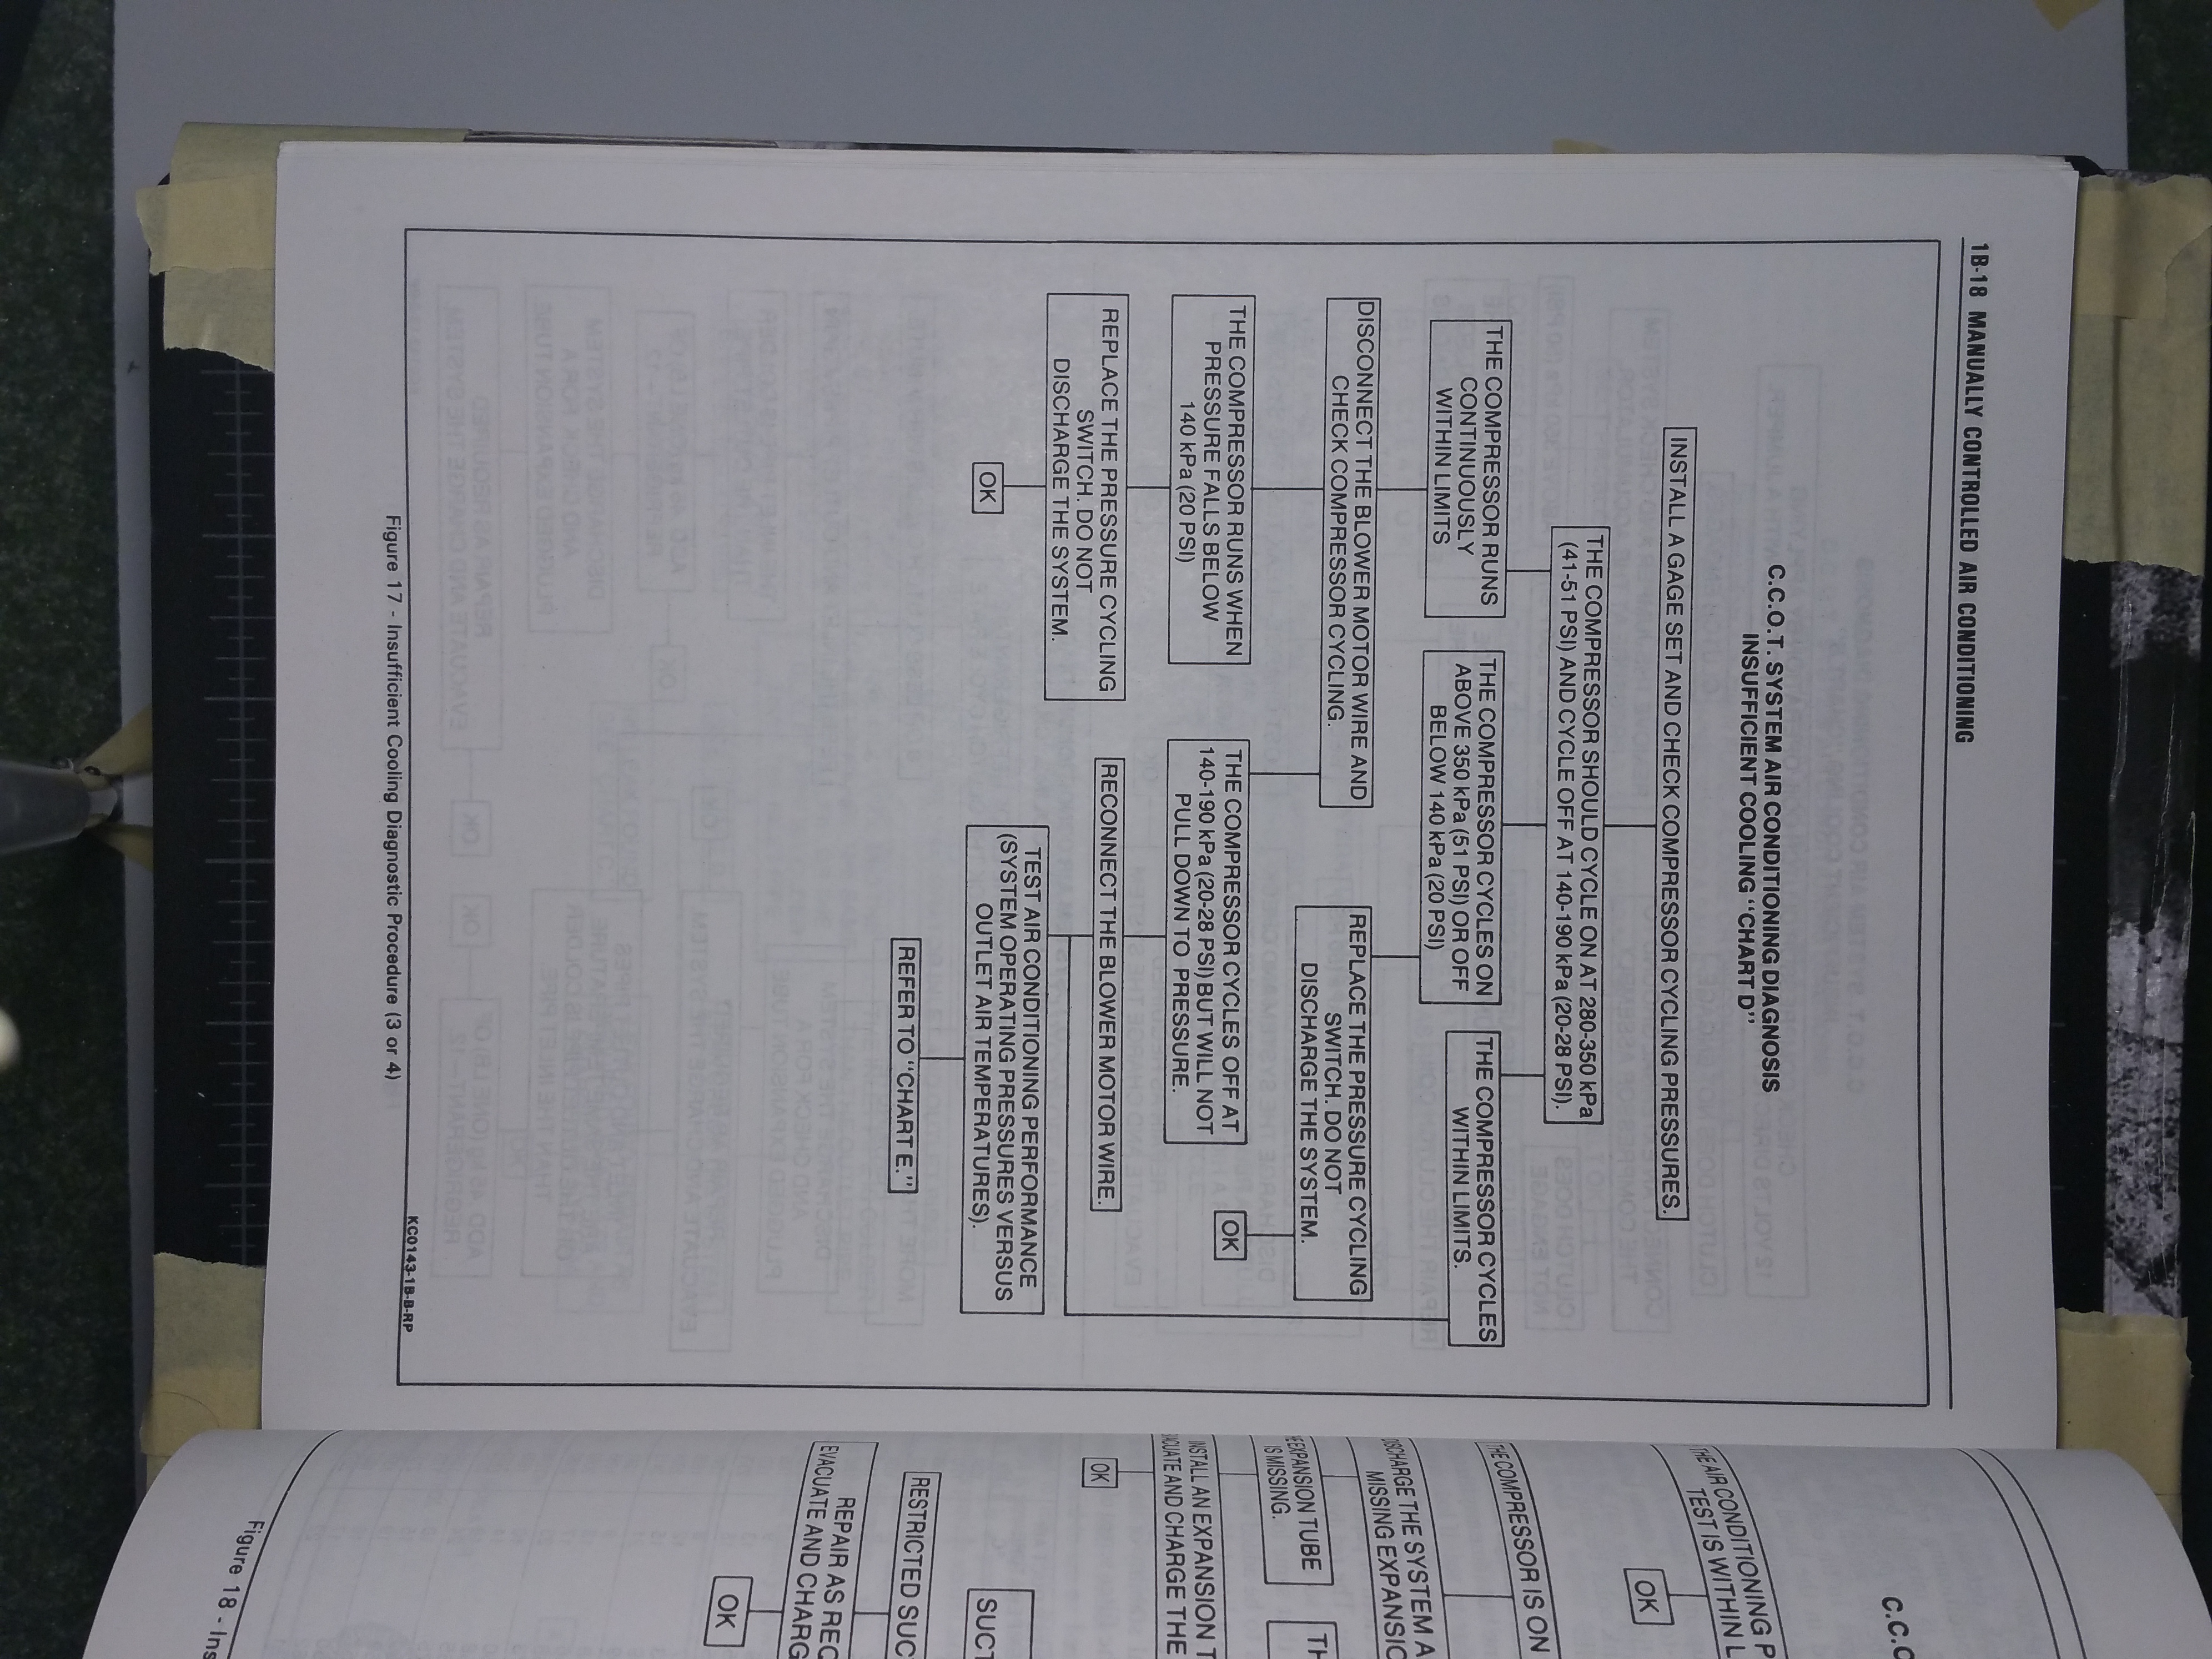 1B-18 MANUALLY CONTROLLED AIR CONDITIONING
C.C.O.T. SYSTEM AIR CONDITIONING DIAGNOSIS
INSUFFICIENT COOLING "CHART D"
INSTALL A GAGE SET AND CHECK COMPRESSOR CYCLING PRESSURES.
THE COMPRESSOR SHOULD CYCLE ON AT 280-350 kPa
(41-51 PSI) AND CYCLE OFF AT 140-190 kPa (20-28 PSI).
THE COMPRESSOR RUNS
CONTINUOUSLY
WITHIN LIMITS
THE COMPRESSOR CYCLES ON
ABOVE 350 kPa (51 PSI) OR OFF
BELOW 140 kPa (20 PSI)
THE COMPRESSOR CYCLES
WITHIN LIMITS.
DISCONNECT THE BLOWER MOTOR WIRE AND
CHECK COMPRESSOR CYCLING.
REPLACE THE PRESSURE CYCLING
SWITCH. DO NOT
DISCHARGE THE SYSTEM.
OK
THE COMPRESSOR RUNS WHEN
PRESSURE FALLS BELOW
140 kPa (20 PSI)
THE COMPRESSOR CYCLES OFF AT
140-190 kPa (20-28 PSI) BUT WILL NOT
PULL DOWN TO PRESSURE.
REPLACE THE PRESSURE CYCLING
SWITCH. DO NOT
DISCHARGE THE SYSTEM.
RECONNECT THE BLOWER MOTOR WIRE.
OK
TEST AIR CONDITIONING PERFORMANCE
(SYSTEM OPERATING PRESSURES VERSUS
OUTLET AIR TEMPERATURES).
REFER TO "CHART E."
KC0143-1B-B-RP
Figure 17 - Insufficient Cooling Diagnostic Procedure (3 or 4)
C.C.O
THE AIR CONDITIONING P
TEST IS WITHIN L
OK
THE COMPRESSOR IS ON
DISCHARGE THE SYSTEM A
MISSING EXPANSIO
EXPANSION TUBE
IS MISSING.
TH
INSTALL AN EXPANSION T
AND CHARGE THE
OK
SUCT
RESTRICTED SUC
REPAIR AS REQ
EVACUATE AND CHARG
OK
Figure 18 - Ins